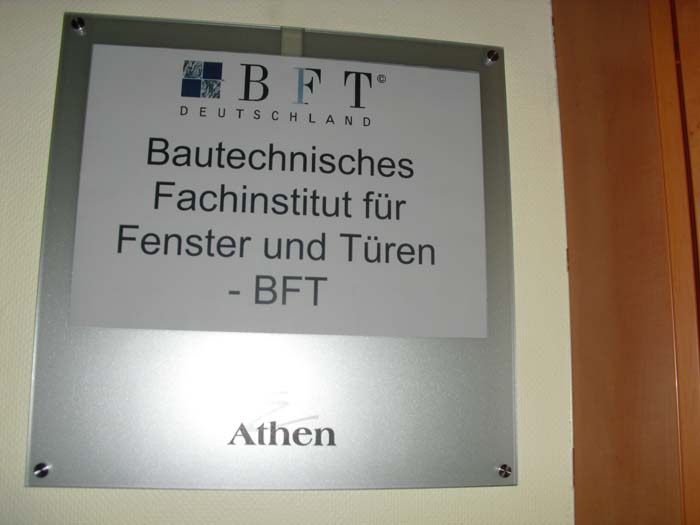 BFT©
DEUTSCHLAND
Bautechnisches
Fachinstitut für
Fenster und Türen
- BFT
Athen